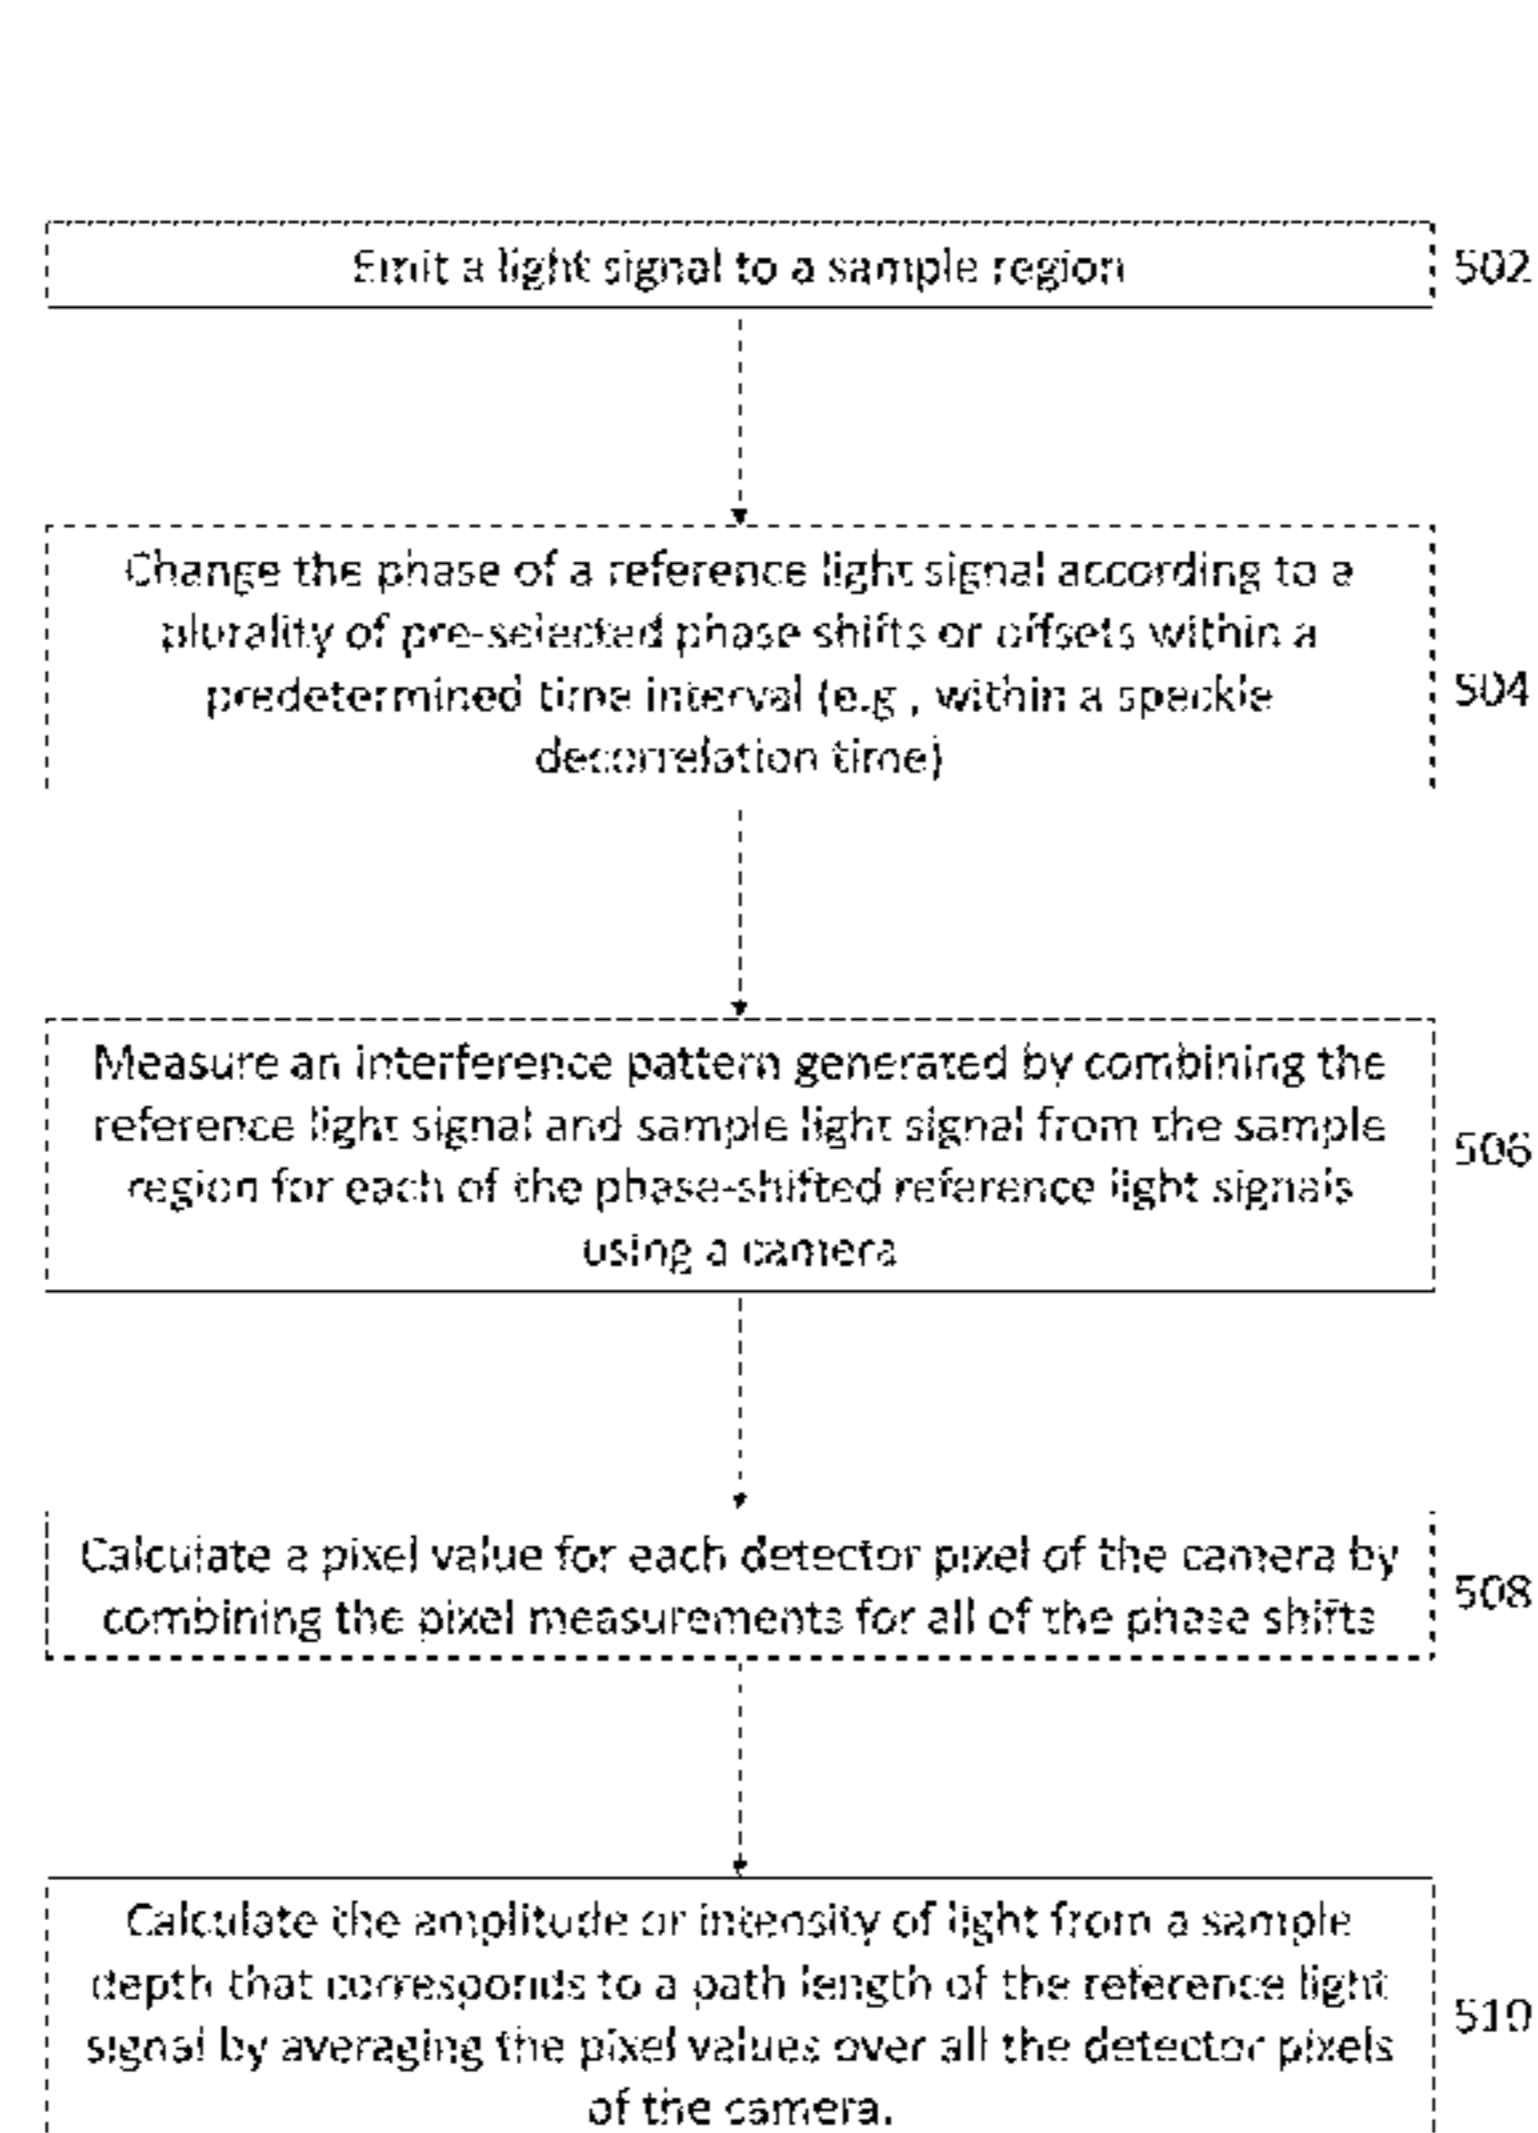 Emit a light signal to a sample region
502
Change the phase of a reference light signal according to a
plurality of pre-selected phase shifts or offsets within a
predetermined time interval (e.g., within a speckle
decorrelation time)
504
Measure an interference pattern generated by combining the
reference light signal and sample light signal from the sample
region for each of the phase-shifted reference light signals
using a camera
506
Calculate a pixel value for each detector pixel of the camera by
combining the pixel measurements for all of the phase shifts
508
Calculate the amplitude or intensity of light from a sample
depth that corresponds to a path length of the reference light
signal by averaging the pixel values over all the detector pixels
of the camera.
510